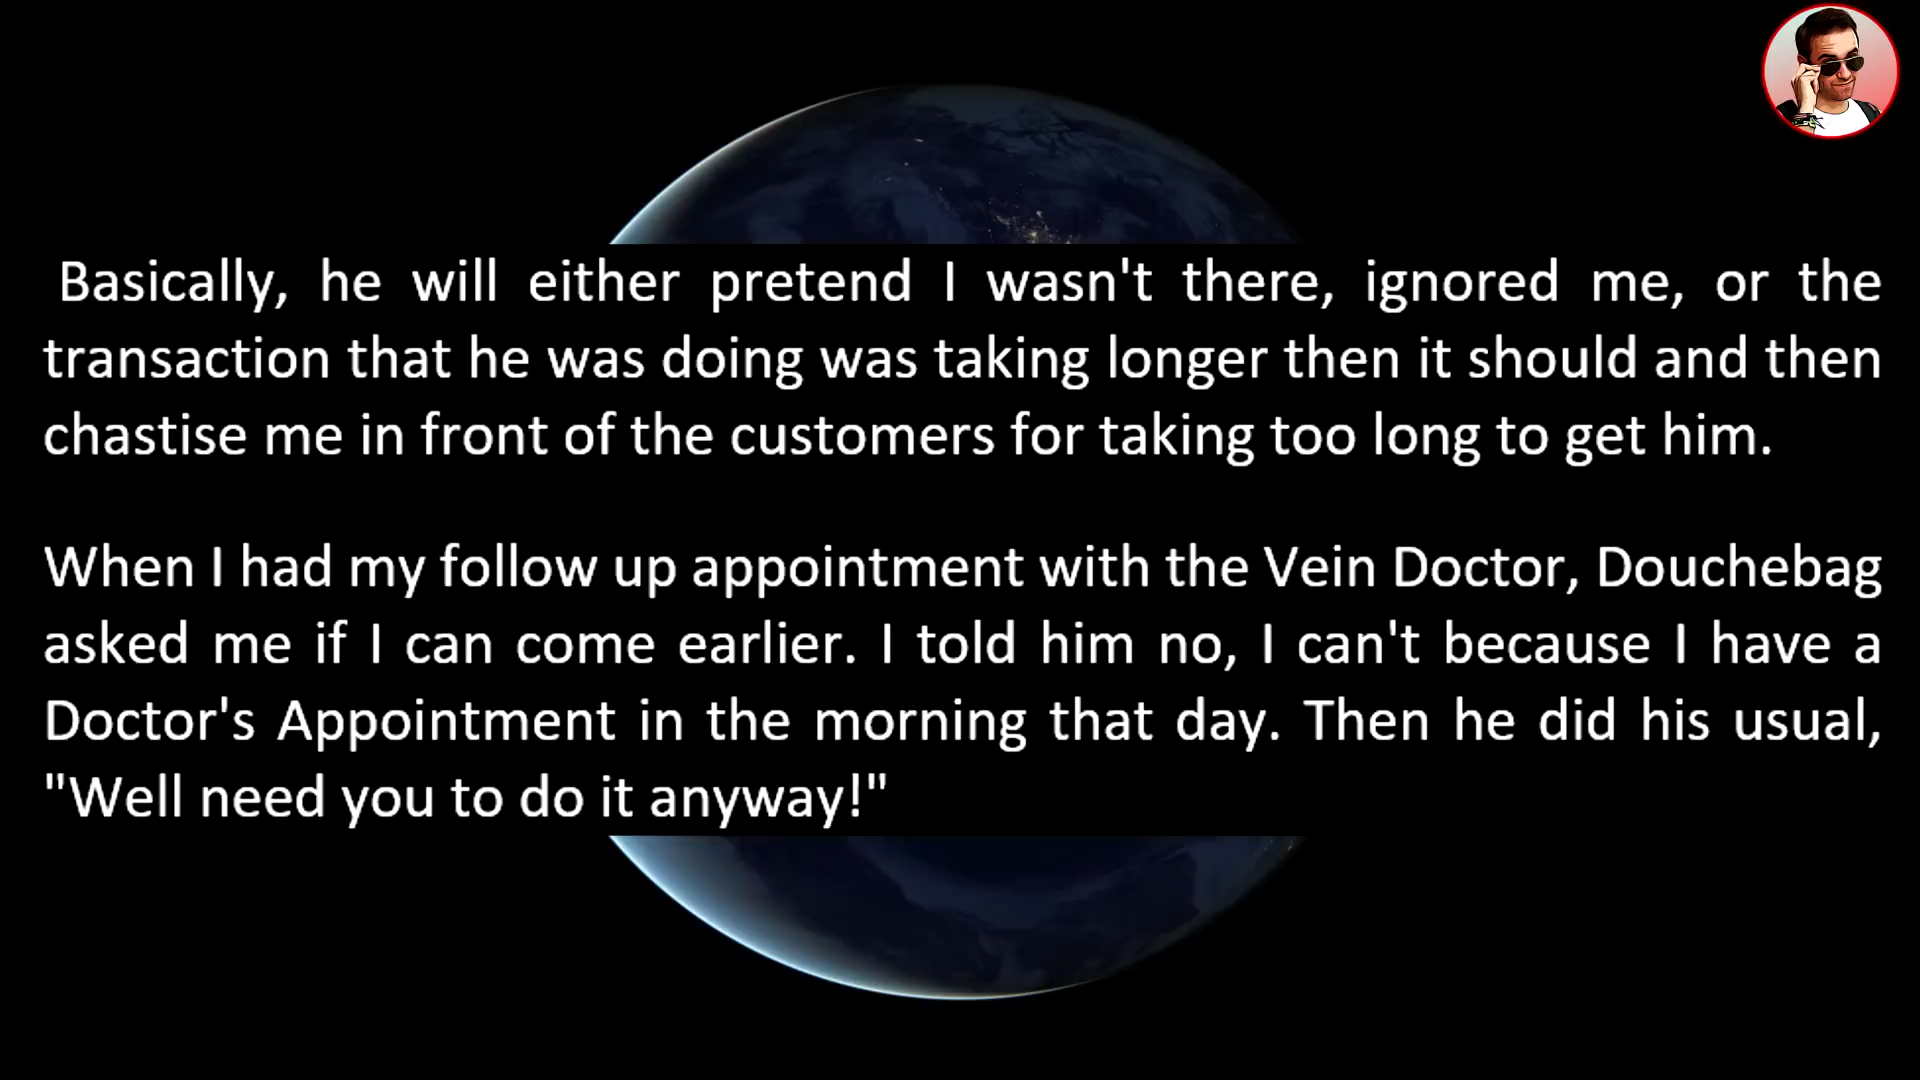 Basically, he will either pretend I wasn't there, ignored me, or the
transaction that he was doing was taking longer then it should and then
chastise me in front of the customers for taking too long to get him.
When I had my follow up appointment with the Vein Doctor, Douchebag
asked me if I can come earlier. I told him no, I can't because I have a
Doctor's Appointment in the morning that day. Then he did his usual,
"Well need you to do it anyway!"